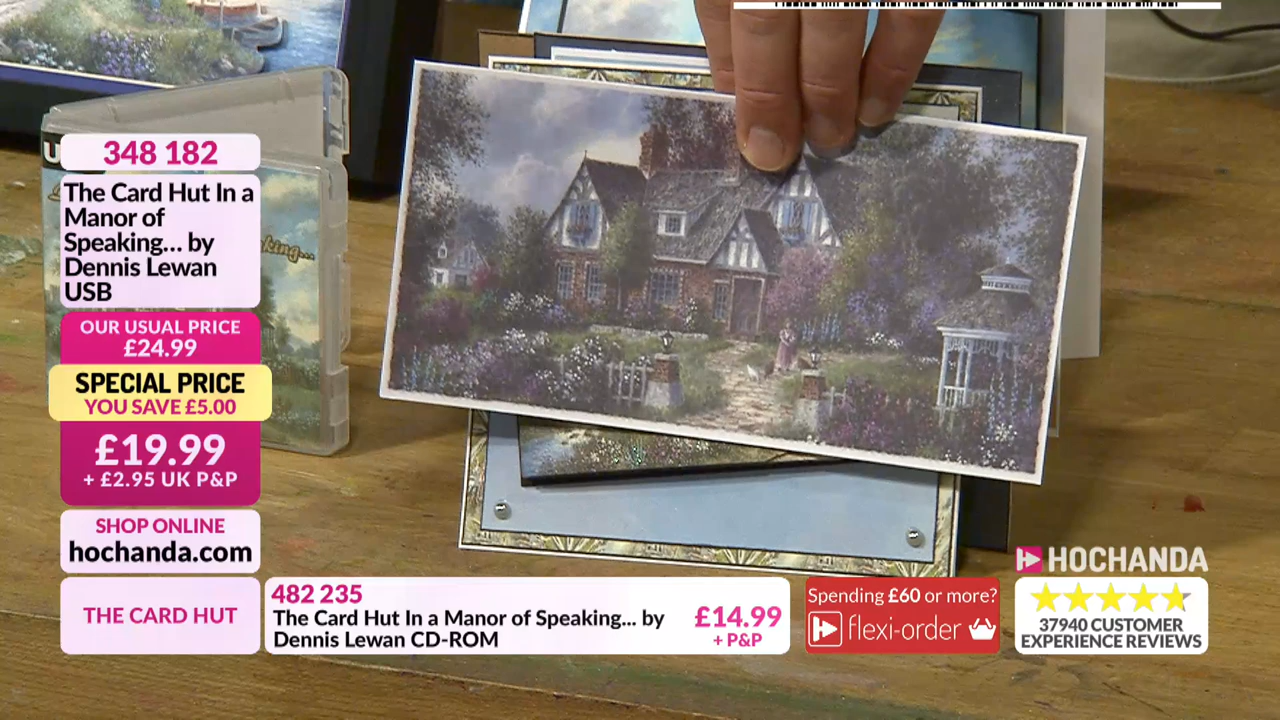 348 182
The Card Hut In a
Manor of
Speaking... by
Dennis Lewan
USB
OUR USUAL PRICE
£24.99
SPECIAL PRICE
YOU SAVE £5.00
£19.99
+ £2.95 UK P&P
SHOP ONLINE
hochanda.com
THE CARD HUT
482 235
The Card Hut In a Manor of Speaking... by
Dennis Lewan CD-ROM
£14.99
+ P&P
Spending £60 or more?
flexi-order
HOCHANDA
37940 CUSTOMER
EXPERIENCE REVIEWS